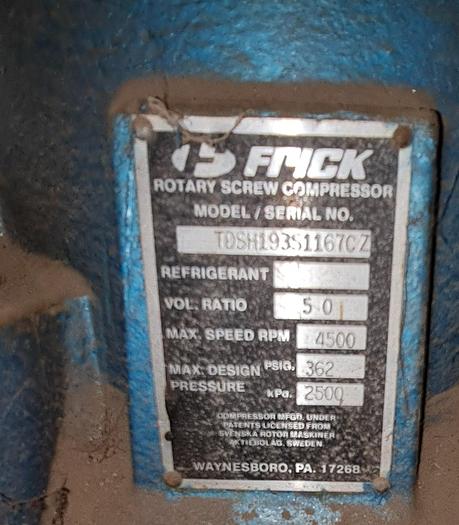 FRICK
ROTARY SCREW COMPRESSOR
MODEL / SERIAL NO.
TDSH193S1167CZ
REFRIGERANT
VOL. RATIO 5 0
MAX. SPEED RPM 4500
MAX. DESIGN PSIG. 362
PRESSURE kPa. 2500
COMPRESSOR MFGD. UNDER
PATENTS LICENSED FROM
SVENSKA ROTOR MASKINER
AKTIEBOLAG, SWEDEN
WAYNESBORO, PA. 17268